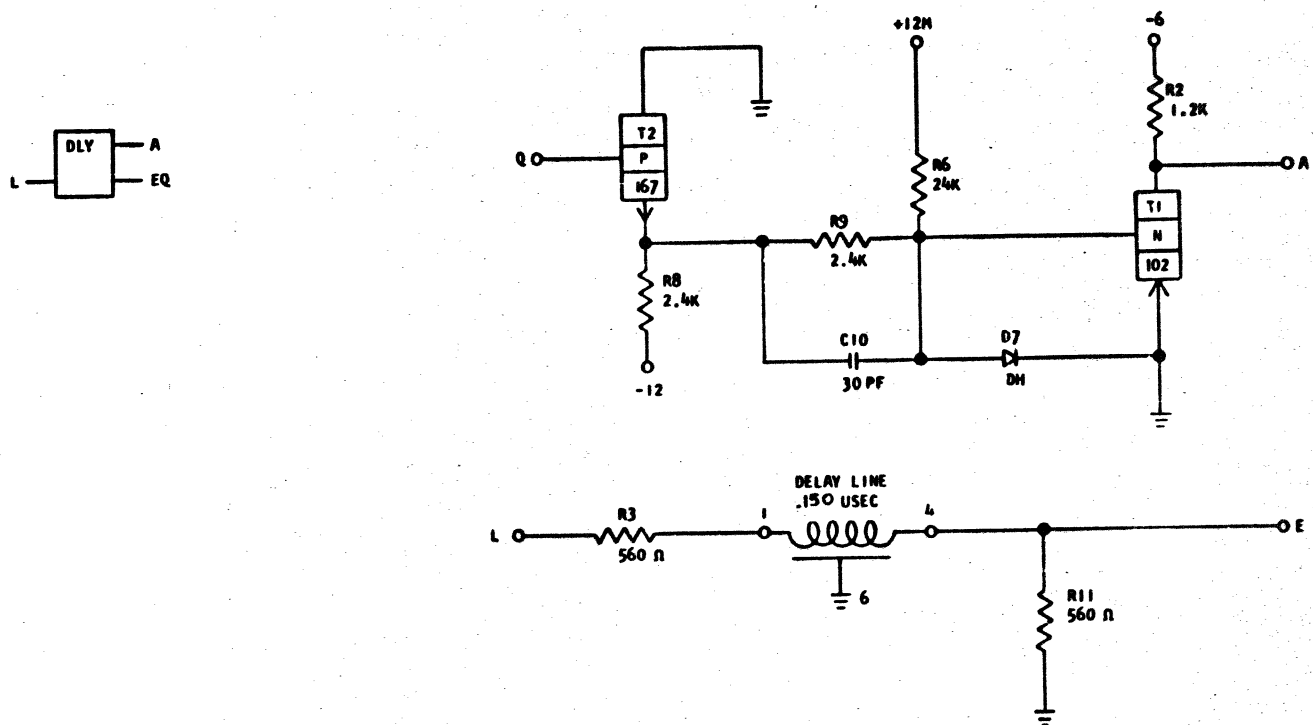 DLY
A
L
EQ
+12M
-6
R2
1.2K
T2
P
167
Q
R6
24K
A
T1
N
102
R9
2.4K
R8
2.4K
-12
C10
30 PF
D7
DH
DELAY LINE
.150 USEC
L
R3
560 Ω
1
4
E
6
R11
560 Ω